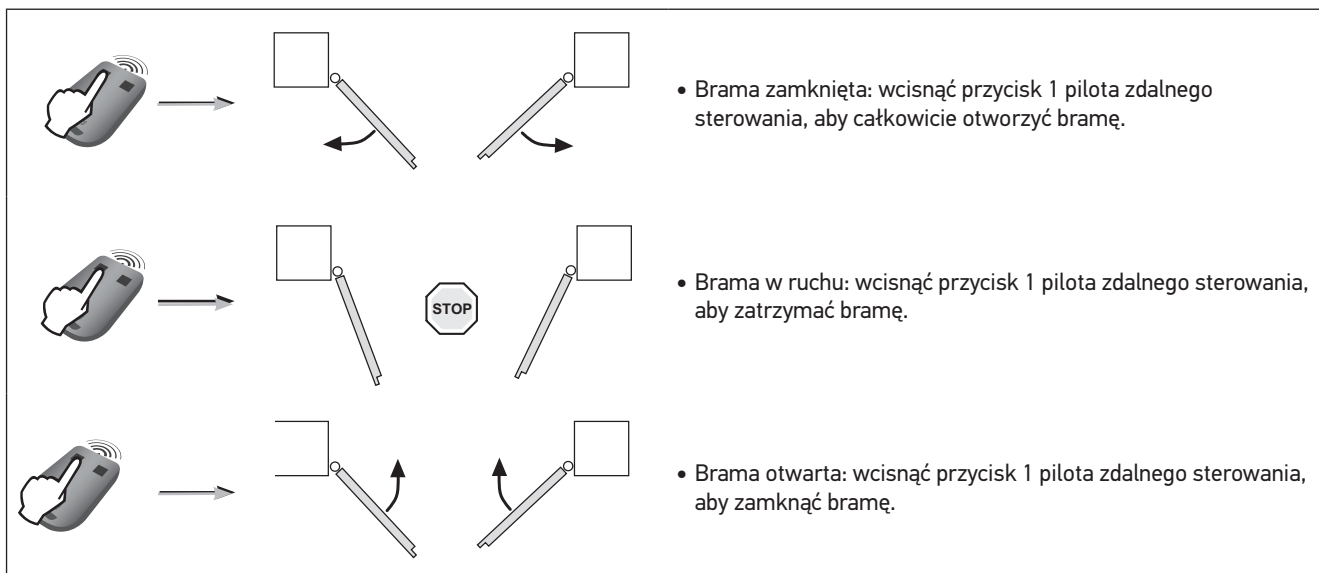 • Brama zamknięta: wcisnąć przycisk 1 pilota zdalnego
sterowania, aby całkowicie otworzyć bramę.
STOP
• Brama w ruchu: wcisnąć przycisk 1 pilota zdalnego sterowania,
aby zatrzymać bramę.
• Brama otwarta: wcisnąć przycisk 1 pilota zdalnego sterowania,
aby zamknąć bramę.